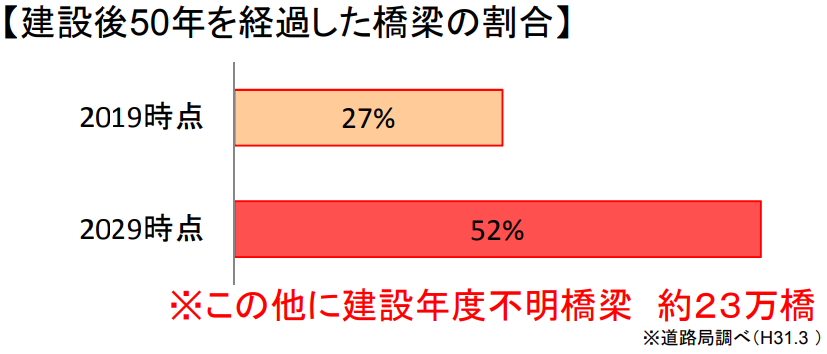 【建設後50年を経過した橋梁の割合】
2019時点
27%
2029時点
52%
※この他に建設年度不明橋梁　約２３万橋
※道路局調べ（H31.3 ）